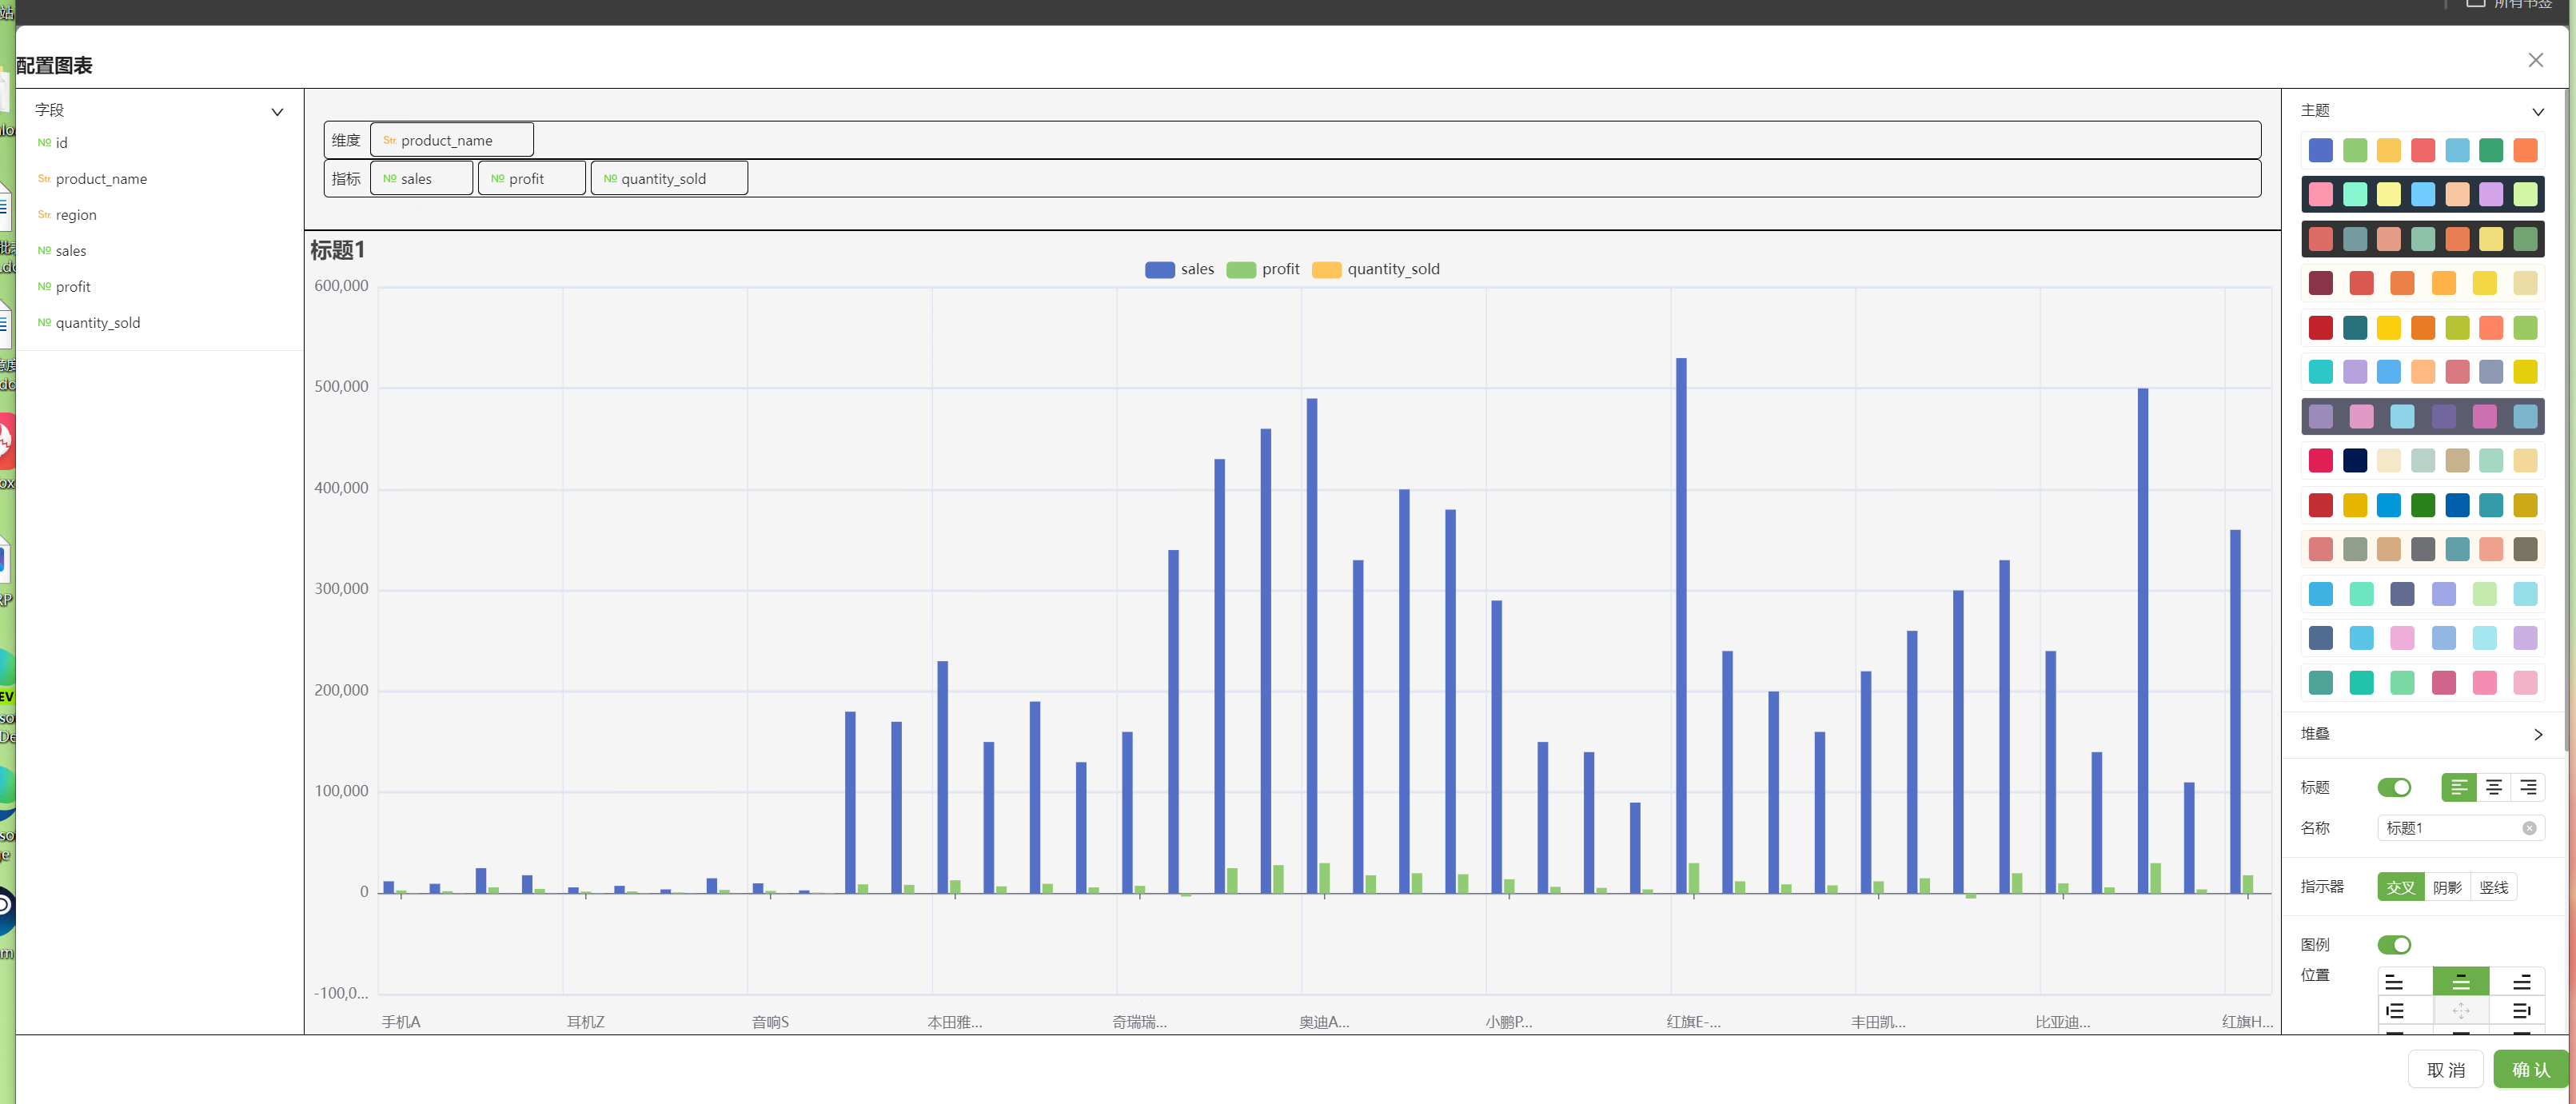 所有书签
配置图表
字段
№ id
Str. product_name
Str. region
№ sales
№ profit
№ quantity_sold
维度 Str. product_name
指标 № sales № profit № quantity_sold
标题1
sales profit quantity_sold
600,000
500,000
400,000
300,000
200,000
100,000
0
-100,0...
手机A 耳机Z 音响S 本田雅... 奇瑞瑞... 奥迪A... 小鹏P... 红旗E-... 丰田凯... 比亚迪... 红旗H...
主题
堆叠
标题
名称 标题1
指示器 交叉 阴影 竖线
图例
位置
取 消 确 认